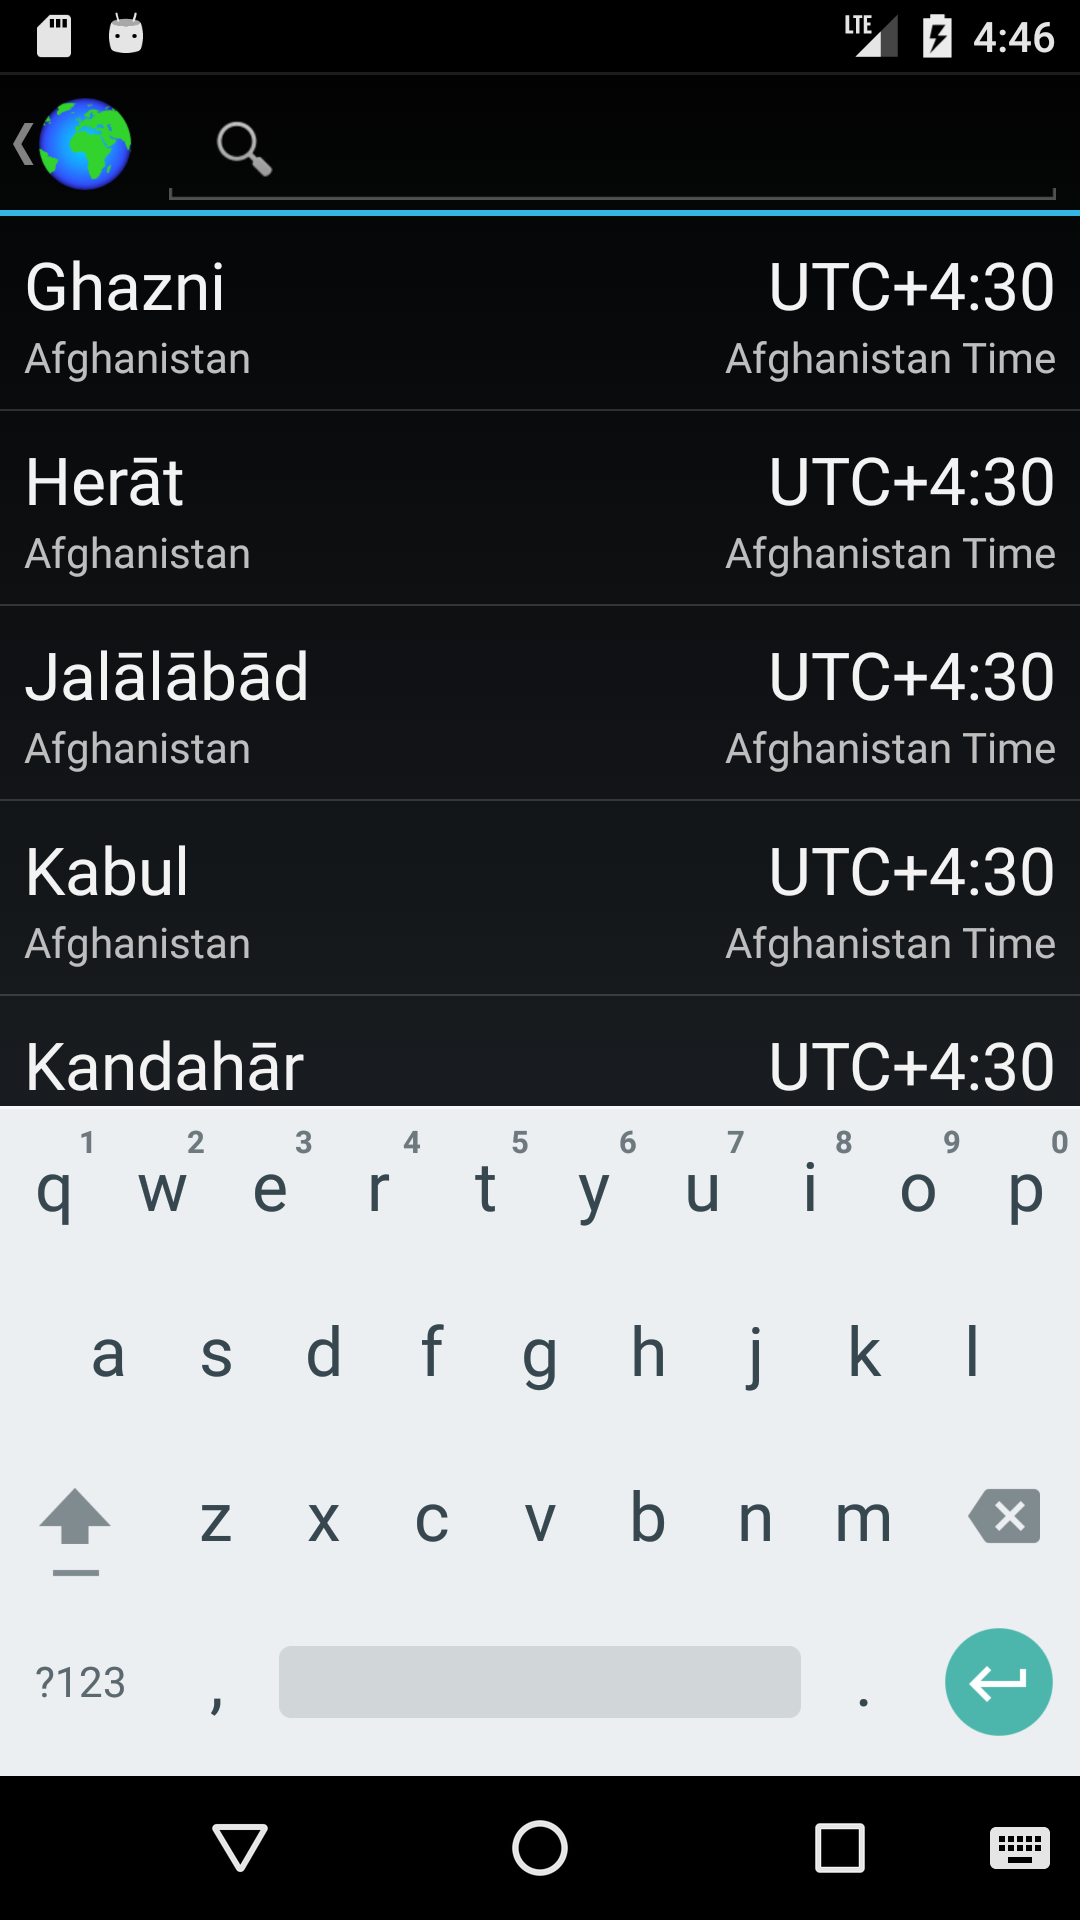 LTE 4:46
Ghazni UTC+4:30
Afghanistan Afghanistan Time
Herāt UTC+4:30
Afghanistan Afghanistan Time
Jalālābād UTC+4:30
Afghanistan Afghanistan Time
Kabul UTC+4:30
Afghanistan Afghanistan Time
Kandahār UTC+4:30
1 2 3 4 5 6 7 8 9 0
q w e r t y u i o p
a s d f g h j k l
z x c v b n m
?123 , .